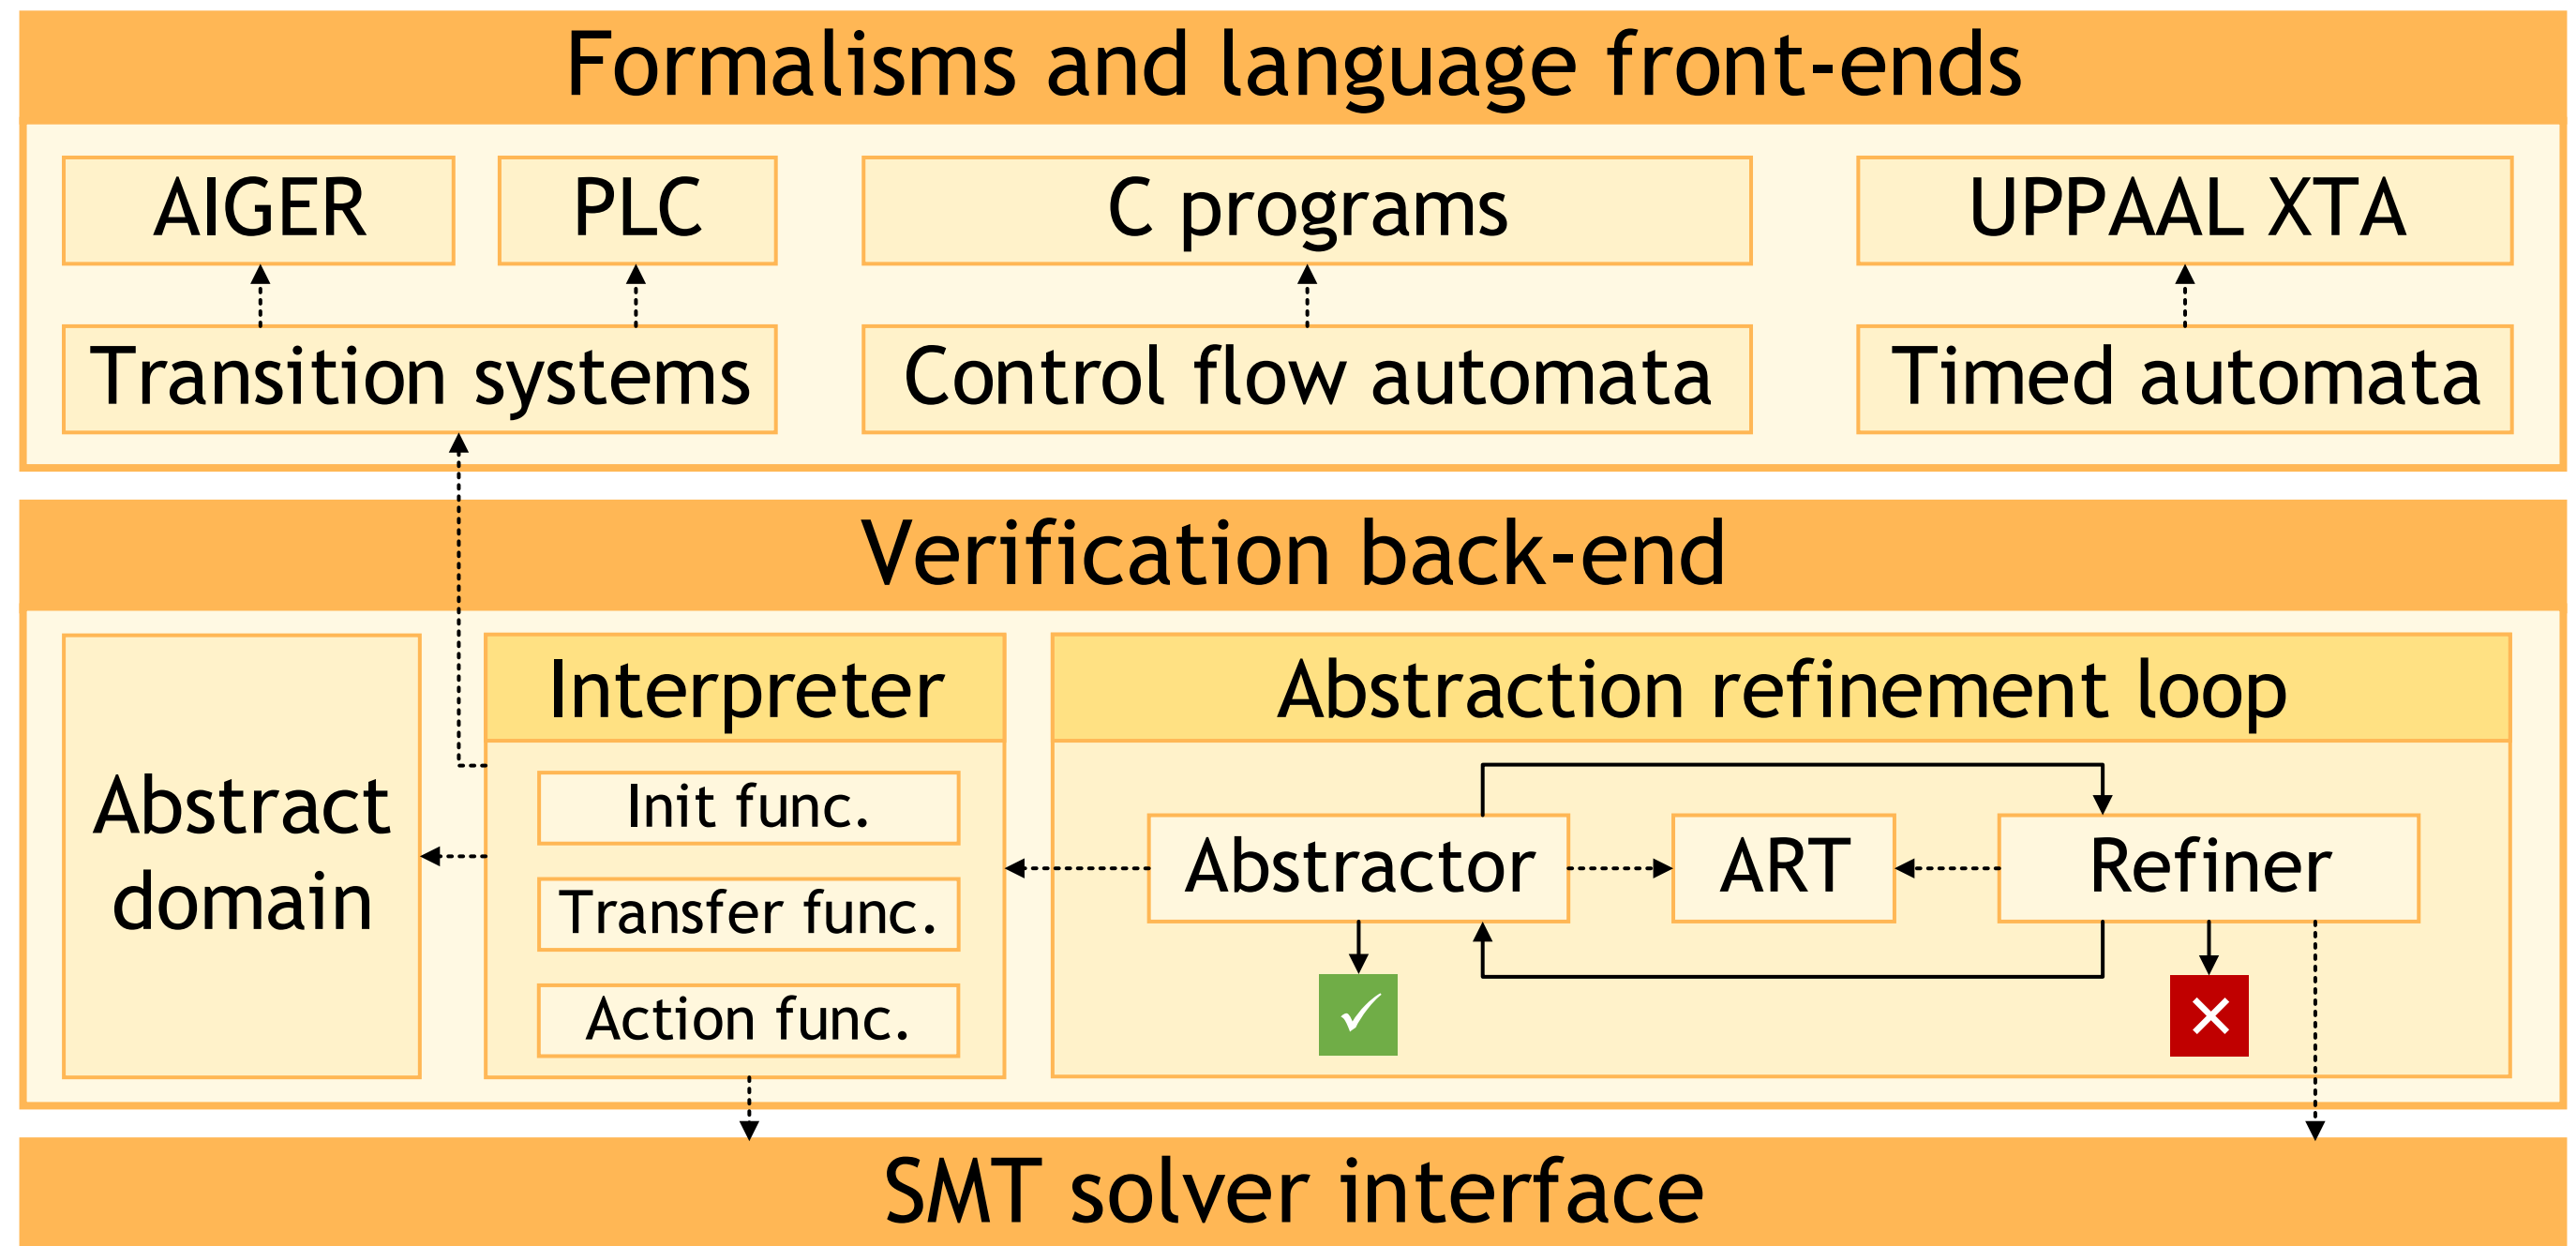 Formalisms and language front-ends
AIGER
PLC
C programs
UPPAAL XTA
Transition systems
Control flow automata
Timed automata
Verification back-end
Abstract
domain
Interpreter
Init func.
Transfer func.
Action func.
Abstraction refinement loop
Abstractor
ART
Refiner
SMT solver interface